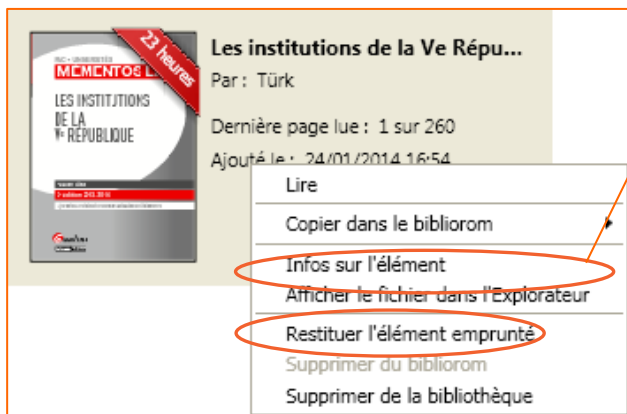 23 heures
MEMENTOS L
LES INSTITUTIONS
DE LA
Ve RÉPUBLIQUE
Les institutions de la Ve Répu...
Par : Türk
Dernière page lue : 1 sur 260
Ajouté le : 24/01/2014 16:54
Lire
Copier dans le bibliorom
Infos sur l'élément
Afficher le fichier dans l'Explorateur
Restituer l'élément emprunté
Supprimer du bibliorom
Supprimer de la bibliothèque